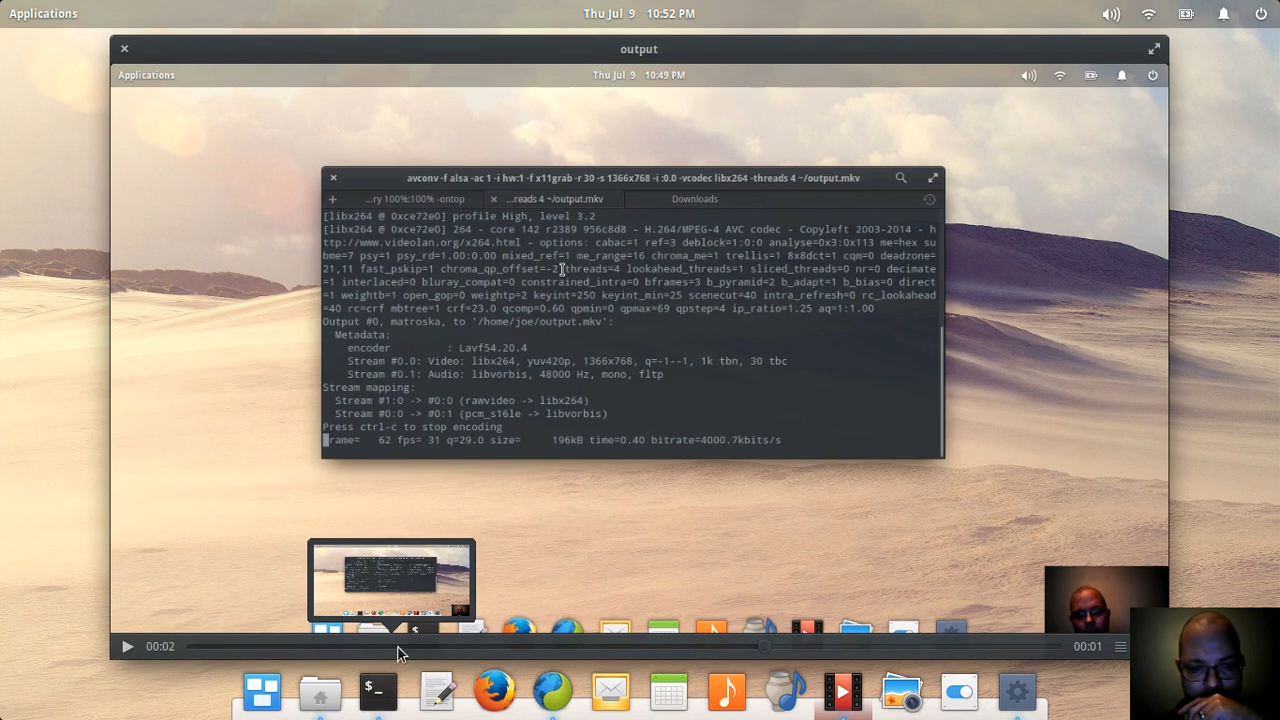 Applications
Thu Jul 9 10:52 PM
output
Applications
Thu Jul 9 10:49 PM
avconv -f alsa -ac 1 -i hw:1 -f x11grab -r 30 -s 1366x768 -i :0.0 -vcodec libx264 -threads 4 ~/output.mkv
...ry 100%:100% -ontop
...reads 4 ~/output.mkv
Downloads
[libx264 @ 0xce72e0] profile High, level 3.2
[libx264 @ 0xce72e0] 264 - core 142 r2389 956c8d8 - H.264/MPEG-4 AVC codec - Copyleft 2003-2014 - h
ttp://www.videolan.org/x264.html - options: cabac=1 ref=3 deblock=1:0:0 analyse=0x3:0x113 me=hex su
bme=7 psy=1 psy_rd=1.00:0.00 mixed_ref=1 me_range=16 chroma_me=1 trellis=1 8x8dct=1 cqm=0 deadzone=
21,11 fast_pskip=1 chroma_qp_offset=-2 threads=4 lookahead_threads=1 sliced_threads=0 nr=0 decimate
=1 interlaced=0 bluray_compat=0 constrained_intra=0 bframes=3 b_pyramid=2 b_adapt=1 b_bias=0 direct
=1 weightb=1 open_gop=0 weightp=2 keyint=250 keyint_min=25 scenecut=40 intra_refresh=0 rc_lookahead
=40 rc=crf mbtree=1 crf=23.0 qcomp=0.60 qpmin=0 qpmax=69 qpstep=4 ip_ratio=1.25 aq=1:1.00
Output #0, matroska, to '/home/joe/output.mkv':
Metadata:
encoder : Lavf54.20.4
Stream #0.0: Video: libx264, yuv420p, 1366x768, q=-1--1, 1k tbn, 30 tbc
Stream #0.1: Audio: libvorbis, 48000 Hz, mono, fltp
Stream mapping:
Stream #1:0 -> #0:0 (rawvideo -> libx264)
Stream #0:0 -> #0:1 (pcm_s16le -> libvorbis)
Press ctrl-c to stop encoding
rame= 62 fps= 31 q=29.0 size= 196kB time=0.40 bitrate=4000.7kbits/s
00:02
00:01